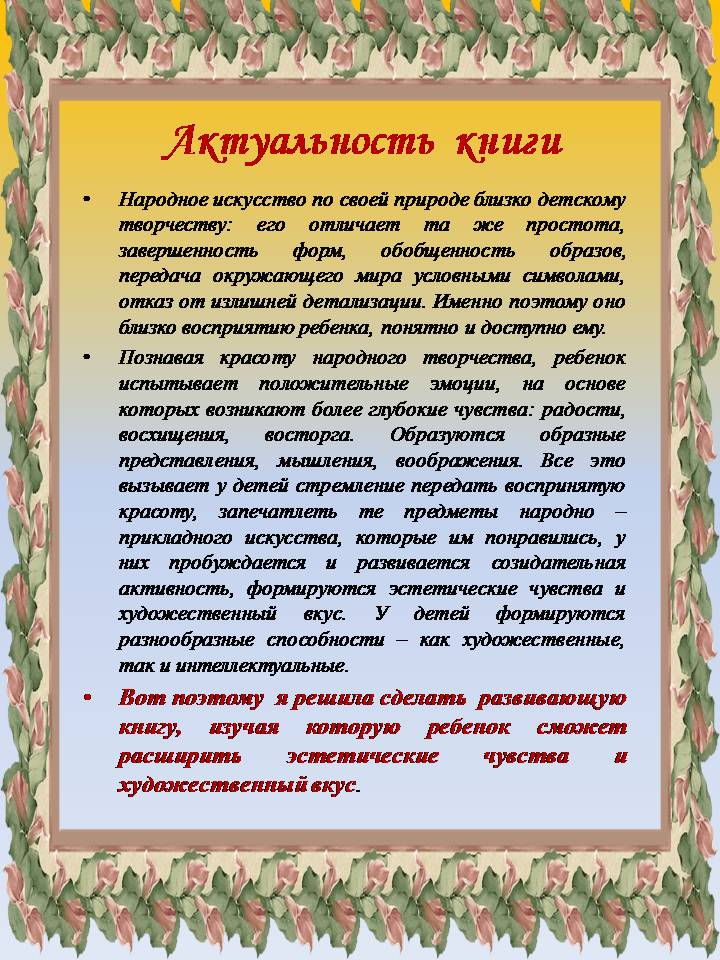 Актуальность книги
• Народное искусство по своей природе близко детскому
творчеству: его отличает та же простота,
завершенность форм, обобщенность образов,
передача окружающего мира условными символами,
отказ от излишней детализации. Именно поэтому оно
близко восприятию ребенка, понятно и доступно ему.
• Познавая красоту народного творчества, ребенок
испытывает положительные эмоции, на основе
которых возникают более глубокие чувства: радости,
восхищения, восторга. Образуются образные
представления, мышления, воображения. Все это
вызывает у детей стремление передать воспринятую
красоту, запечатлеть те предметы народно –
прикладного искусства, которые им понравились, у
них пробуждается и развивается созидательная
активность, формируются эстетические чувства и
художественный вкус. У детей формируются
разнообразные способности – как художественные,
так и интеллектуальные.
• Вот поэтому я решила сделать развивающую
книгу, изучая которую ребенок сможет
расширить эстетические чувства и
художественный вкус.